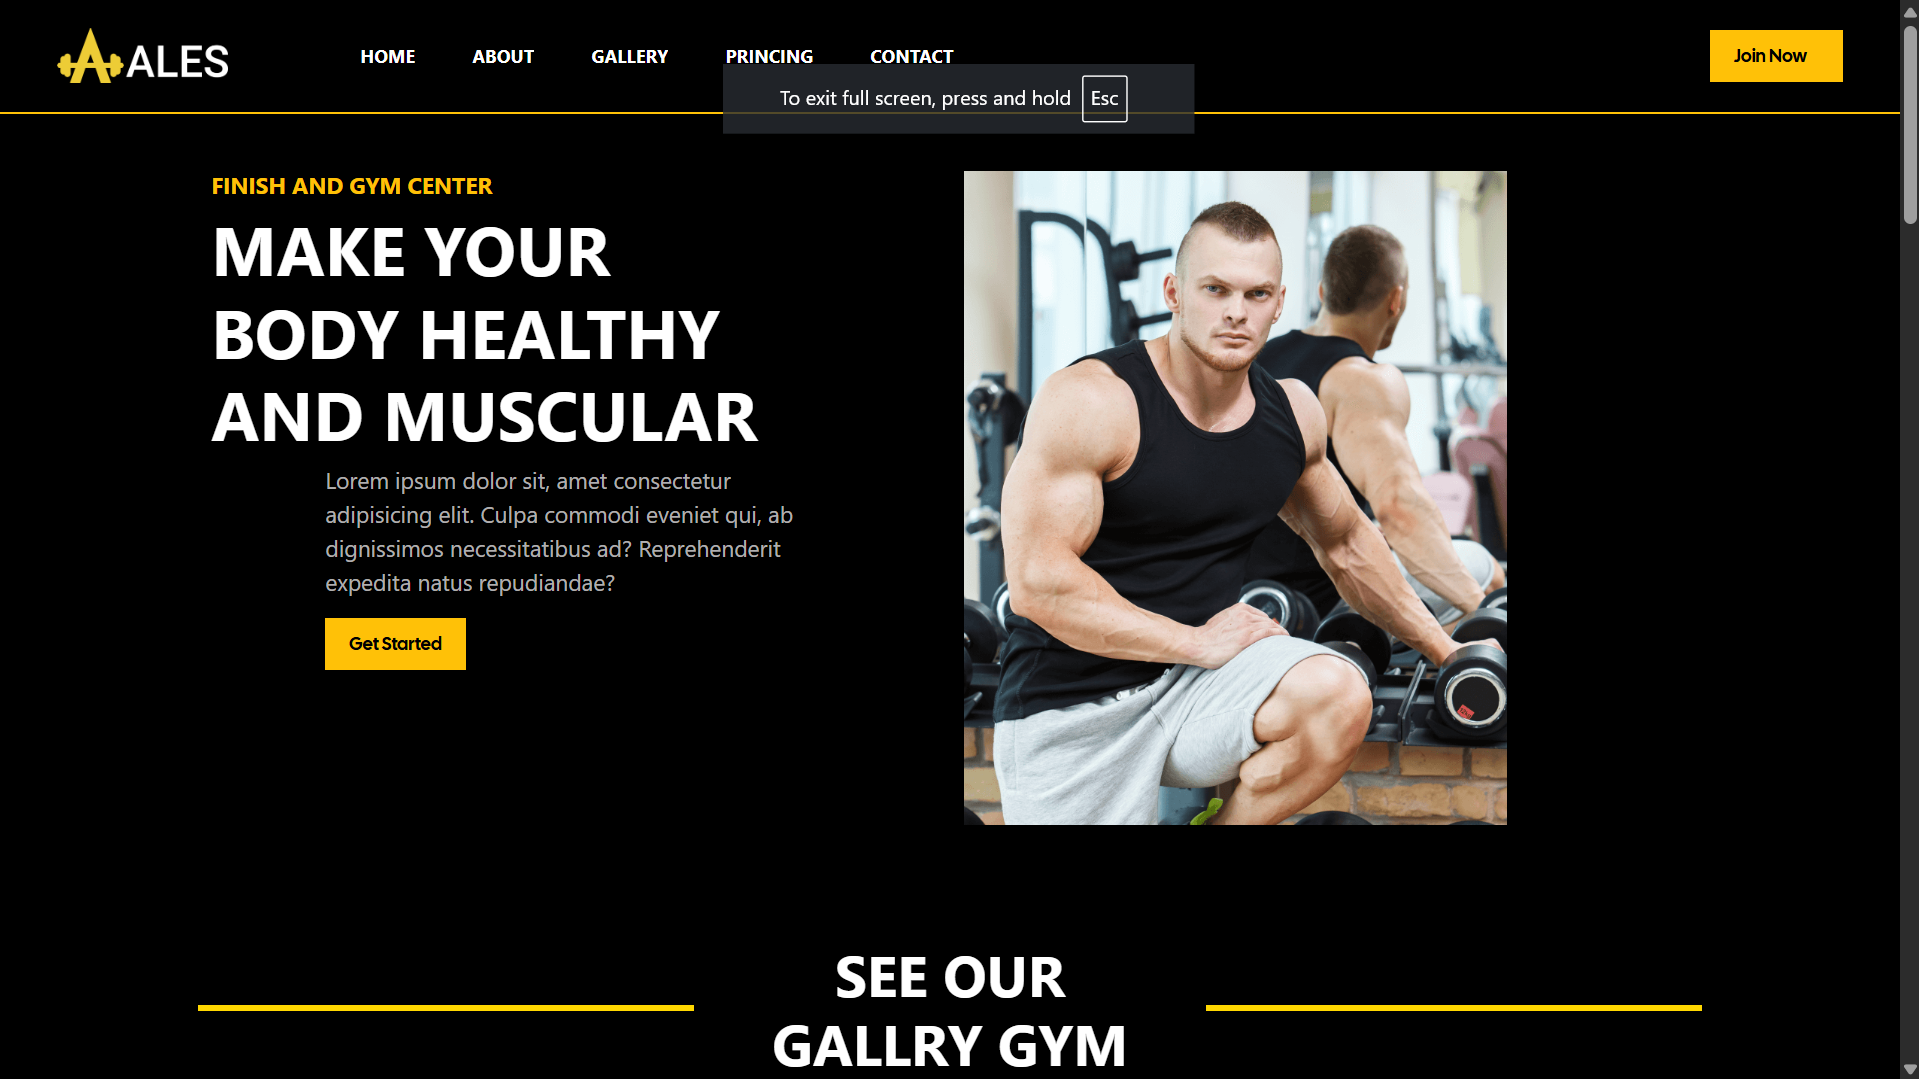 ALES
HOME ABOUT GALLERY PRINCING CONTACT
Join Now
To exit full screen, press and hold Esc
FINISH AND GYM CENTER
MAKE YOUR
BODY HEALTHY
AND MUSCULAR
Lorem ipsum dolor sit, amet consectetur
adipisicing elit. Culpa commodi eveniet qui, ab
dignissimos necessitatibus ad? Reprehenderit
expedita natus repudiandae?
Get Started
SEE OUR
GALLRY GYM